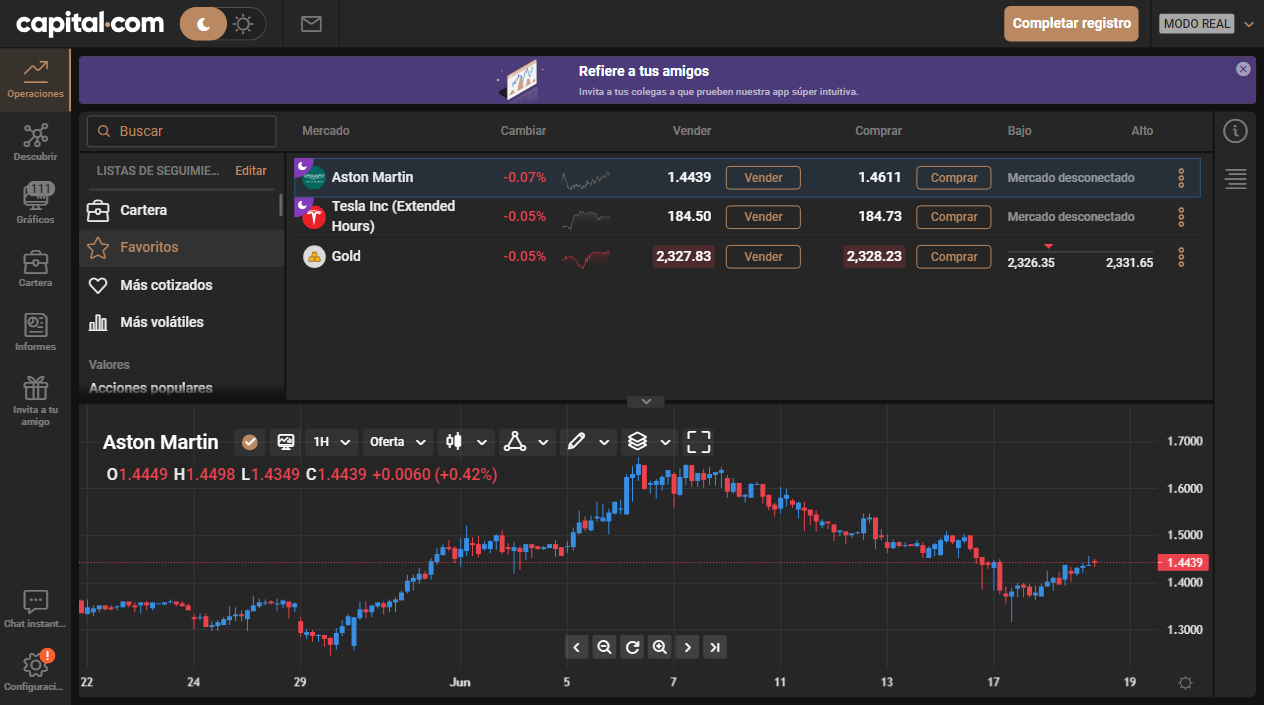 capital.com
Completar registro
MODO REAL
Operaciones
Descubrir
111
Gráficos
Cartera
Informes
Invita a tu
amigo
Chat instant...
Configuraci...
Refiere a tus amigos
Invita a tus colegas a que prueben nuestra app súper intuitiva.
Buscar
LISTAS DE SEGUIMIE... Editar
Cartera
Favoritos
Más cotizados
Más volátiles
Valores
Acciones populares
Mercado Cambiar Vender Comprar Bajo Alto
Aston Martin -0.07% 1.4439 Vender 1.4611 Comprar Mercado desconectado
Tesla Inc (Extended
Hours) -0.05% 184.50 Vender 184.73 Comprar Mercado desconectado
Gold -0.05% 2,327.83 Vender 2,328.23 Comprar 2,326.35 2,331.65
Aston Martin 1H Oferta
O1.4449 H1.4498 L1.4349 C1.4439 +0.0060 (+0.42%)
1.7000
1.6000
1.5000
1.4439
1.4000
1.3000
22 24 29 Jun 5 7 11 13 17 19